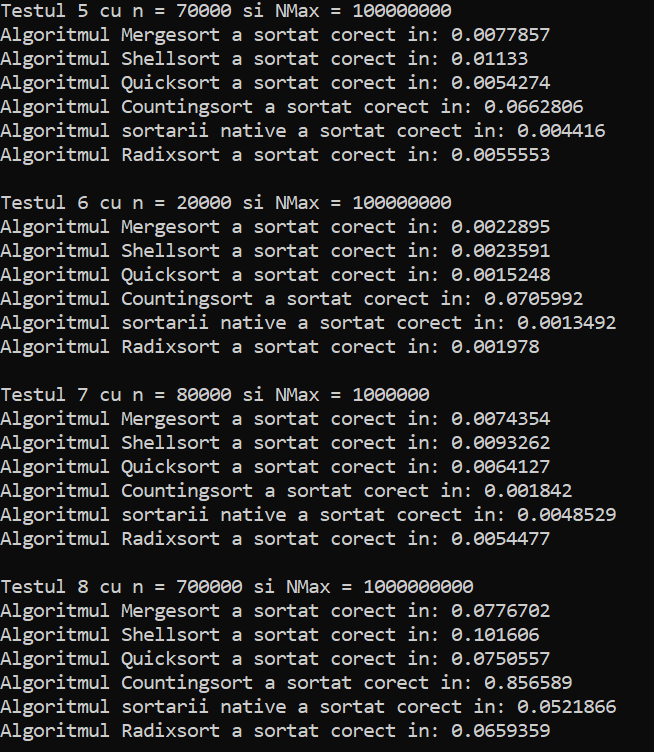 Testul 5 cu n = 70000 si NMax = 100000000
Algoritmul Mergesort a sortat corect in: 0.0077857
Algoritmul Shellsort a sortat corect in: 0.01133
Algoritmul Quicksort a sortat corect in: 0.0054274
Algoritmul Countingsort a sortat corect in: 0.0662806
Algoritmul sortarii native a sortat corect in: 0.004416
Algoritmul Radixsort a sortat corect in: 0.0055553
Testul 6 cu n = 20000 si NMax = 100000000
Algoritmul Mergesort a sortat corect in: 0.0022895
Algoritmul Shellsort a sortat corect in: 0.0023591
Algoritmul Quicksort a sortat corect in: 0.0015248
Algoritmul Countingsort a sortat corect in: 0.0705992
Algoritmul sortarii native a sortat corect in: 0.0013492
Algoritmul Radixsort a sortat corect in: 0.001978
Testul 7 cu n = 80000 si NMax = 1000000
Algoritmul Mergesort a sortat corect in: 0.0074354
Algoritmul Shellsort a sortat corect in: 0.0093262
Algoritmul Quicksort a sortat corect in: 0.0064127
Algoritmul Countingsort a sortat corect in: 0.001842
Algoritmul sortarii native a sortat corect in: 0.0048529
Algoritmul Radixsort a sortat corect in: 0.0054477
Testul 8 cu n = 700000 si NMax = 1000000000
Algoritmul Mergesort a sortat corect in: 0.0776702
Algoritmul Shellsort a sortat corect in: 0.101606
Algoritmul Quicksort a sortat corect in: 0.0750557
Algoritmul Countingsort a sortat corect in: 0.856589
Algoritmul sortarii native a sortat corect in: 0.0521866
Algoritmul Radixsort a sortat corect in: 0.0659359